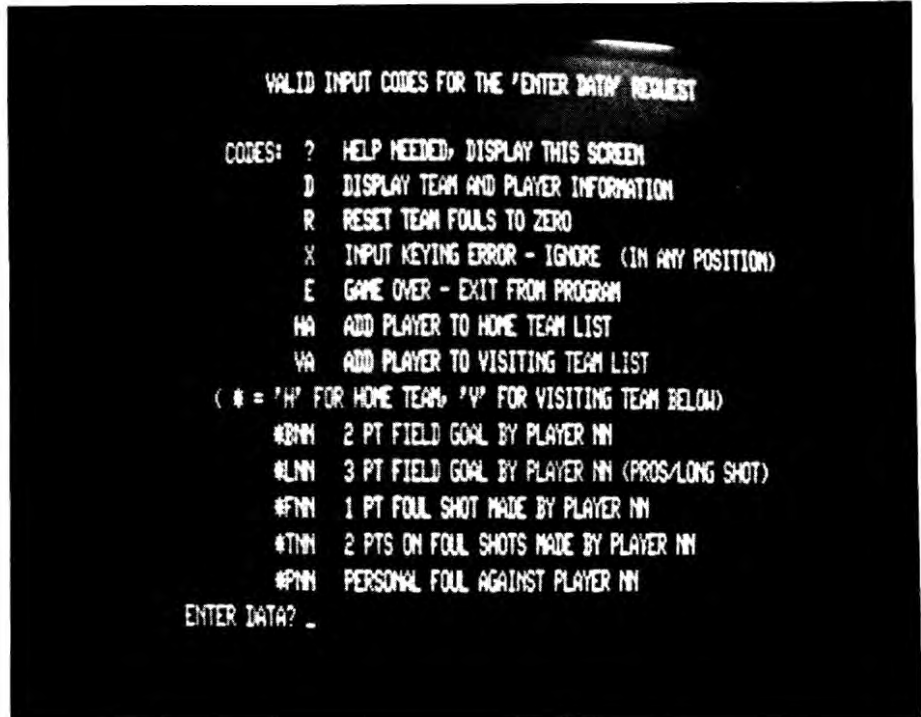 VALID INPUT CODES FOR THE 'ENTER DATA' REQUEST
CODES: ? HELP NEEDED, DISPLAY THIS SCREEN
D DISPLAY TEAM AND PLAYER INFORMATION
R RESET TEAM FOULS TO ZERO
X INPUT KEYING ERROR - IGNORE (IN ANY POSITION)
E GAME OVER - EXIT FROM PROGRAM
HA ADD PLAYER TO HOME TEAM LIST
VA ADD PLAYER TO VISITING TEAM LIST
( * = 'H' FOR HOME TEAM, 'V' FOR VISITING TEAM BELOW)
*BNN 2 PT FIELD GOAL BY PLAYER NN
*LNN 3 PT FIELD GOAL BY PLAYER NN (PROS/LONG SHOT)
*FNN 1 PT FOUL SHOT MADE BY PLAYER NN
*TNN 2 PTS ON FOUL SHOTS MADE BY PLAYER NN
*PNN PERSONAL FOUL AGAINST PLAYER NN
ENTER DATA? _